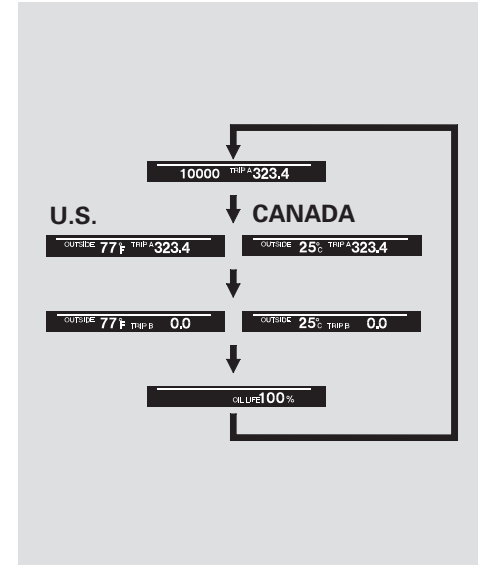 10000 TRIP A 323.4
U.S. CANADA
OUTSIDE 77°F TRIP A 323.4 OUTSIDE 25°C TRIP A 323.4
OUTSIDE 77°F TRIP B 0.0 OUTSIDE 25°C TRIP B 0.0
OIL LIFE 100%